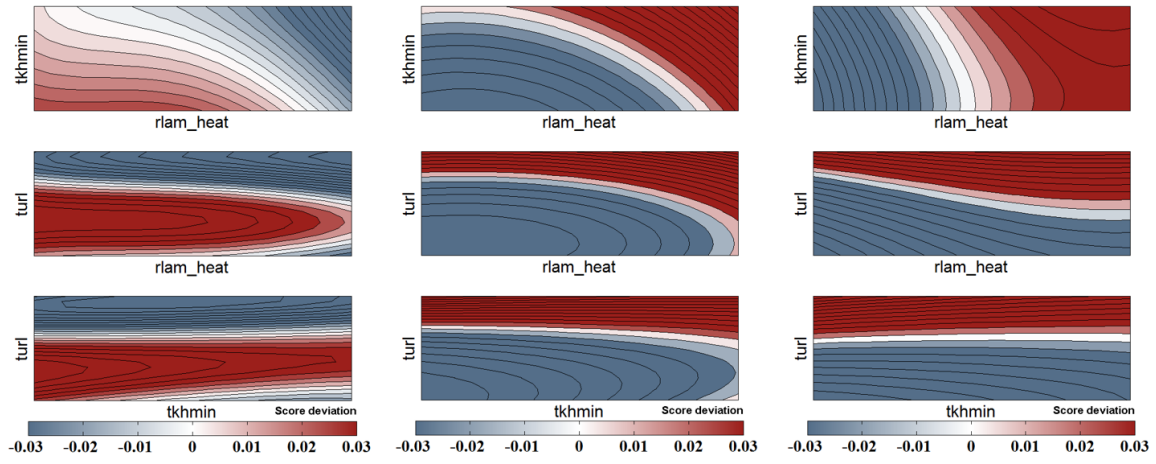 tkhmin tkhmin tkhmin
rlam_heat rlam_heat rlam_heat
turl turl turl
rlam_heat rlam_heat rlam_heat
turl turl turl
tkhmin Score deviation tkhmin Score deviation tkhmin Score deviation
-0.03 -0.02 -0.01 0 0.01 0.02 0.03 -0.03 -0.02 -0.01 0 0.01 0.02 0.03 -0.03 -0.02 -0.01 0 0.01 0.02 0.03